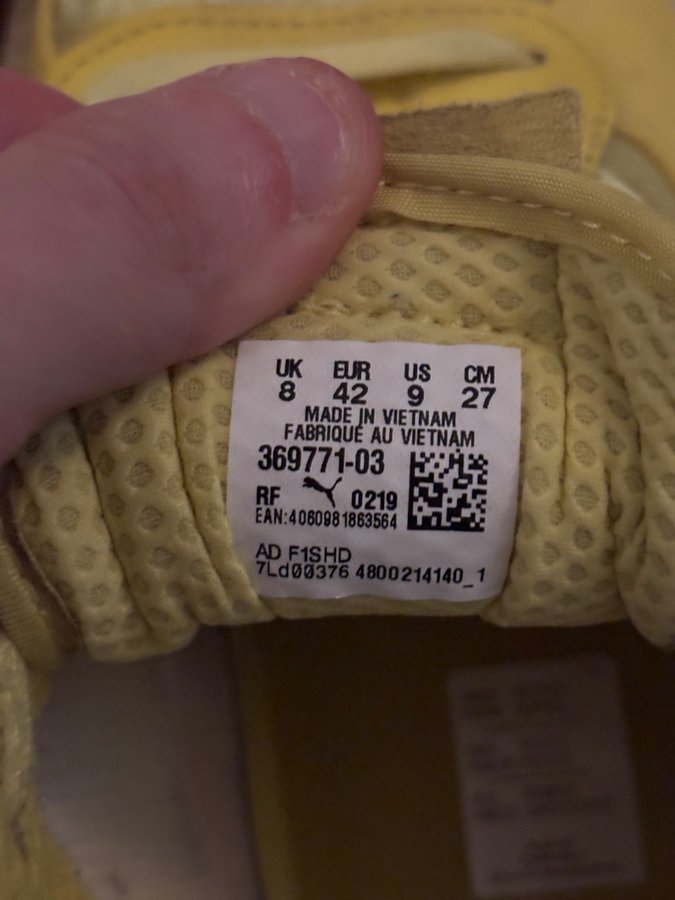 UK EUR US CM
8 42 9 27
MADE IN VIETNAM
FABRIQUÉ AU VIETNAM
369771-03
RF 0219
EAN:4060981863564
AD F1SHD
7Ld00376 4800214140_1